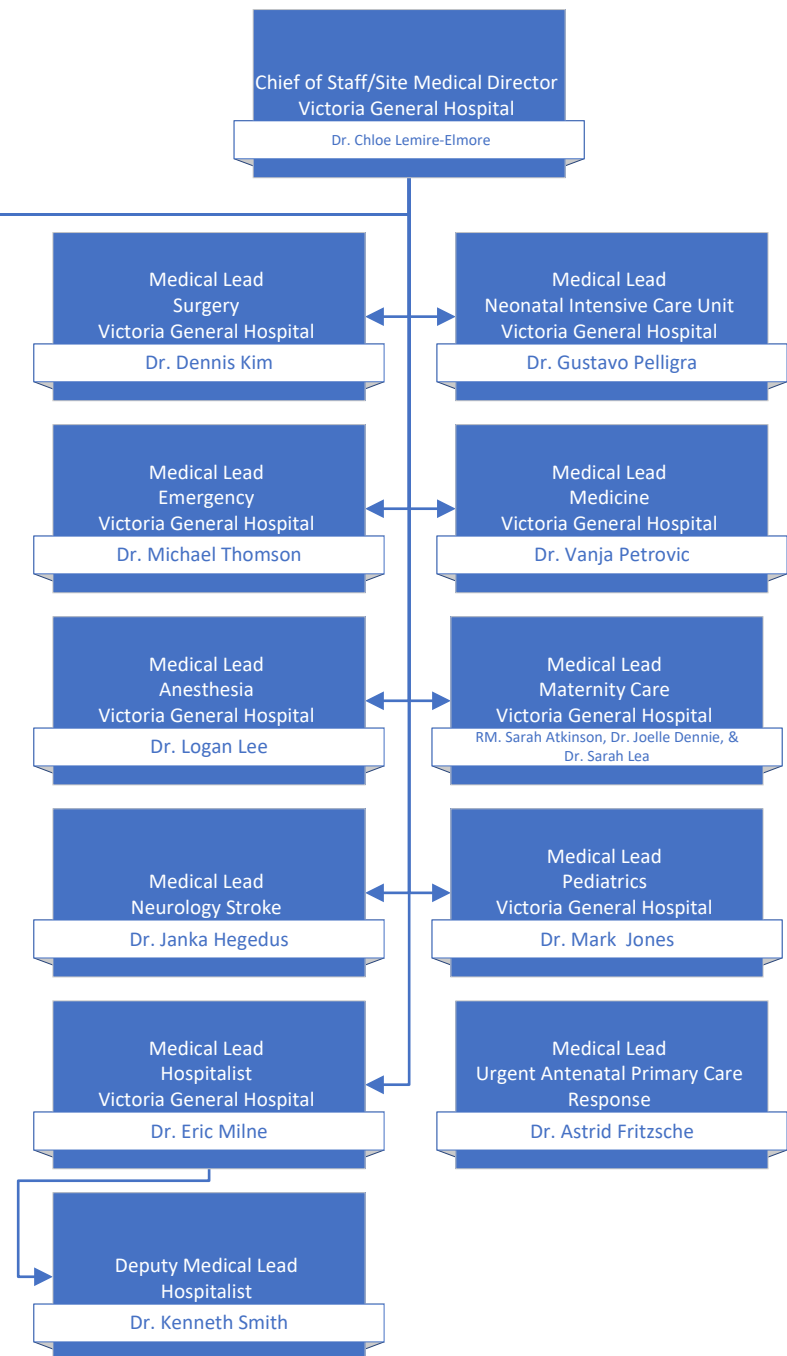 Chief of Staff/Site Medical Director
Victoria General Hospital
Dr. Chloe Lemire-Elmore
Medical Lead
Surgery
Victoria General Hospital
Dr. Dennis Kim
Medical Lead
Neonatal Intensive Care Unit
Victoria General Hospital
Dr. Gustavo Pelligra
Medical Lead
Emergency
Victoria General Hospital
Dr. Michael Thomson
Medical Lead
Medicine
Victoria General Hospital
Dr. Vanja Petrovic
Medical Lead
Anesthesia
Victoria General Hospital
Dr. Logan Lee
Medical Lead
Maternity Care
Victoria General Hospital
RM. Sarah Atkinson, Dr. Joelle Dennie, &
Dr. Sarah Lea
Medical Lead
Neurology Stroke
Dr. Janka Hegedus
Medical Lead
Pediatrics
Victoria General Hospital
Dr. Mark Jones
Medical Lead
Hospitalist
Victoria General Hospital
Dr. Eric Milne
Medical Lead
Urgent Antenatal Primary Care
Response
Dr. Astrid Fritzsche
Deputy Medical Lead
Hospitalist
Dr. Kenneth Smith